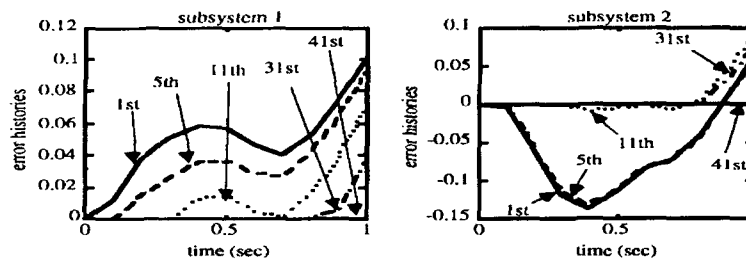 subsystem 1
0.12
0.1
0.08
0.06
0.04
0.02
0
error histories
1st
5th
11th
31st
41st
0
0.5
1
time (sec)
subsystem 2
0.1
0.05
0
-0.05
-0.1
-0.15
error histories
31st
11th
41st
5th
1st
0
0.5
1
time (sec)